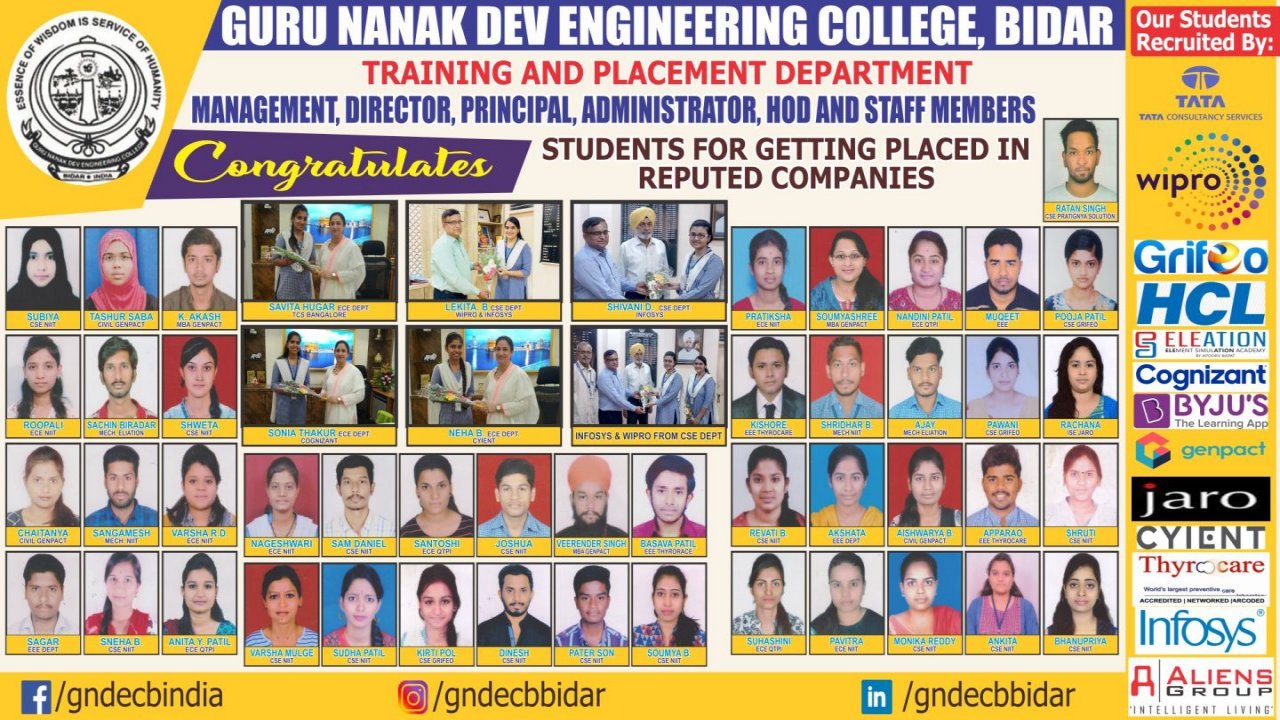 GURU NANAK DEV ENGINEERING COLLEGE, BIDAR
TRAINING AND PLACEMENT DEPARTMENT
MANAGEMENT, DIRECTOR, PRINCIPAL, ADMINISTRATOR, HOD AND STAFF MEMBERS
Congratulates
STUDENTS FOR GETTING PLACED IN
REPUTED COMPANIES
ESSENCE OF WISDOM IS SERVICE OF HUMANITY
GURU NANAK DEV ENGINEERING COLLEGE
BIDAR INDIA
RATAN SINGH
CSE PRATIGNYA SOLUTION
SUBIYA
CSE NIIT
TASHUR SABA
CIVIL GENPACT
K. AKASH
MBA GENPACT
SAVITA HUGAR ECE DEPT
TCS BANGALORE
LEKITA. B CSE DEPT
WIPRO & INFOSYS
SHIVANI D. CSE DEPT
INFOSYS
PRATIKSHA
ECE NIIT
SOUMYASHREE
MBA GENPACT
NANDINI PATIL
ECE QTPI
MUQEET
EEE
POOJA PATIL
CSE GRIFEO
ROOPALI
ECE NIIT
SACHIN BIRADAR
MECH. ELIATION
SHWETA
CSE NIIT
SONIA THAKUR ECE DEPT
COGNIZANT
NEHA B. ECE DEPT
CYIENT
INFOSYS & WIPRO FROM CSE DEPT
KISHORE
EEE THYROCARE
SHRIDHAR B.
MECH NIIT
AJAY
MECH ELIATION
PAWANI
CSE GRIFEO
RACHANA
ISE JARO
CHAITANYA
CIVIL GENPACT
SANGAMESH
MECH. NIIT
VARSHA R.D.
ECE NIIT
NAGESHWARI
ECE NIIT
SAM DANIEL
CSE NIIT
SANTOSHI
ECE QTPI
JOSHUA
CSE NIIT
VEERENDER SINGH
MBA GENPACT
BASAVA PATIL
EEE THYRORACE
REVATI B.
CSE NIIT
AKSHATA
EEE DEPT
AISHWARYA B.
CIVIL GENPACT
APPARAO
EEE THYROCARE
SHRUTI
CSE NIIT
SAGAR
EEE DEPT
SNEHA B.
CSE NIIT
ANITA Y. PATIL
ECE QTPI
VARSHA MULGE
CSE NIIT
SUDHA PATIL
CSE NIIT
KIRTI POL
CSE GRIFEO
DINESH
CSE NIIT
PATER SON
CSE NIIT
SOUMYA B.
CSE NIIT
SUHASHINI
ECE QTPI
PAVITRA
ECE NIIT
MONIKA REDDY
CSE NIIT
ANKITA
CSE NIIT
BHANUPRIYA
CSE NIIT
Our Students
Recruited By:
TATA
TATA CONSULTANCY SERVICES
wipro
Grifeo
HCL
ELEATION
ELEMENT SIMULATION ACADEMY
Cognizant
BYJU'S
The Learning App
genpact
jaro
CYIENT
Thyrocare
World's largest preventive care
ACCREDITED | NETWORKED | 4RCODED
Infosys®
ALIENS
GROUP
'INTELLIGENT LIVING'
/gndecbindia
/gndecbbidar
/gndecbbidar